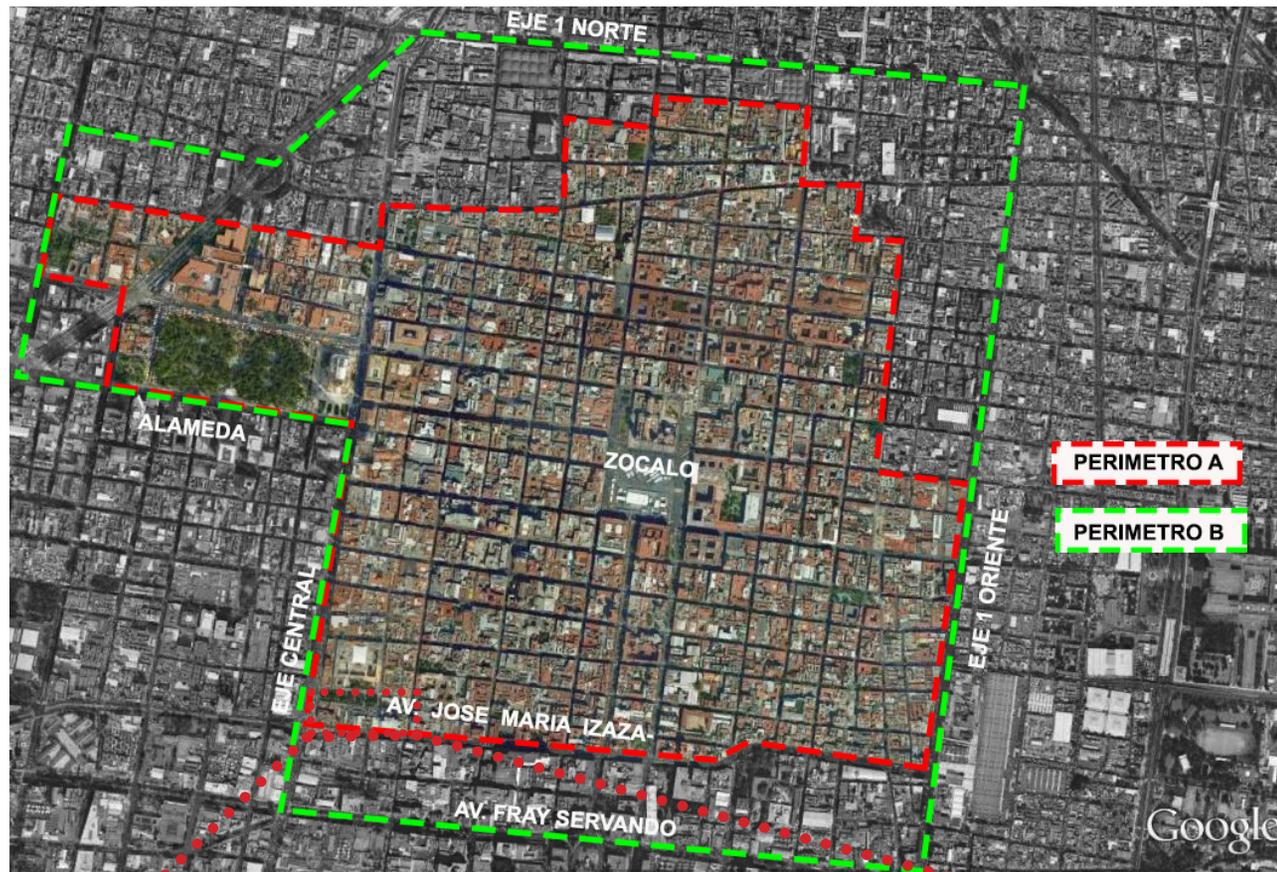 EJE 1 NORTE
ALAMEDA
ZOCALO
PERIMETRO A
PERIMETRO B
EJE 1 ORIENTE
EJE CENTRAL
AV. JOSE MARIA IZAZA-
AV. FRAY SERVANDO
Google